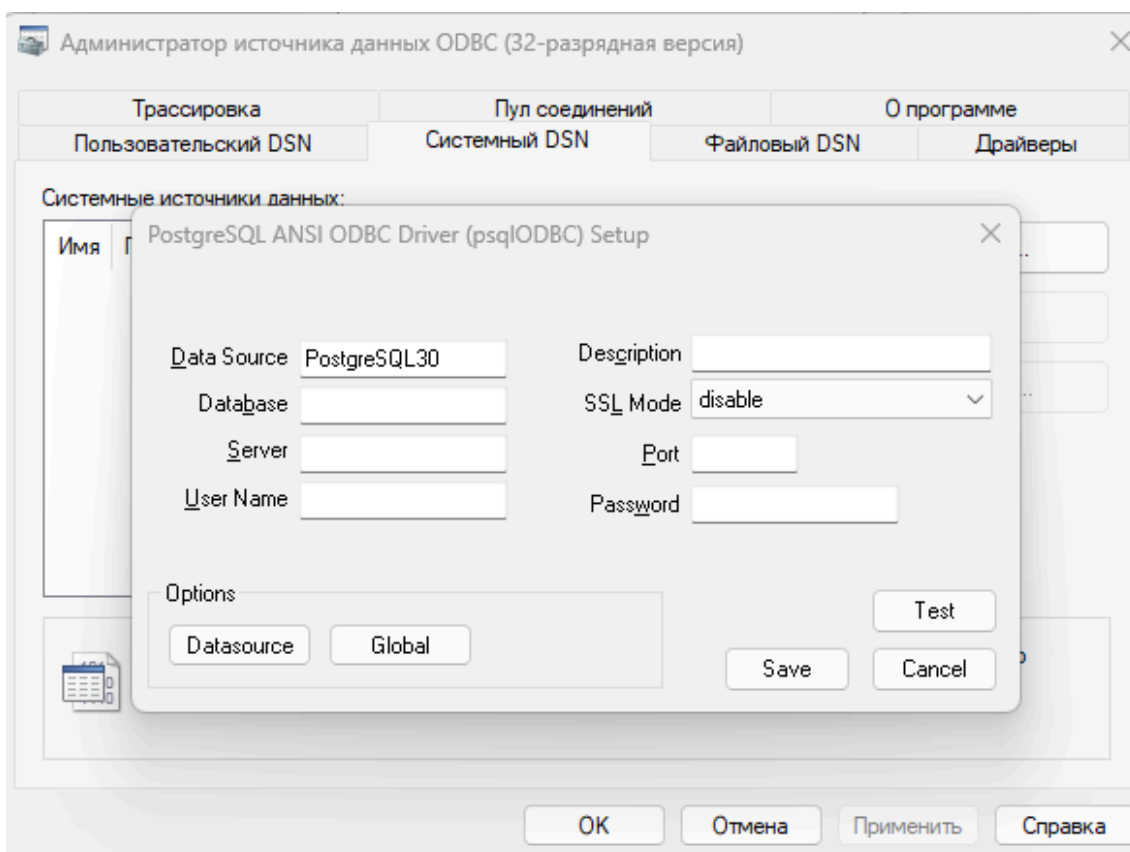 Администратор источника данных ODBC (32-разрядная версия)
Трассировка Пул соединений О программе
Пользовательский DSN Системный DSN Файловый DSN Драйверы
Системные источники данных:
Имя
PostgreSQL ANSI ODBC Driver (psqlODBC) Setup
Data Source PostgreSQL30 Description
Database SSL Mode disable
Server Port
User Name Password
Options
Test
Datasource Global
Save Cancel
OK Отмена Применить Справка